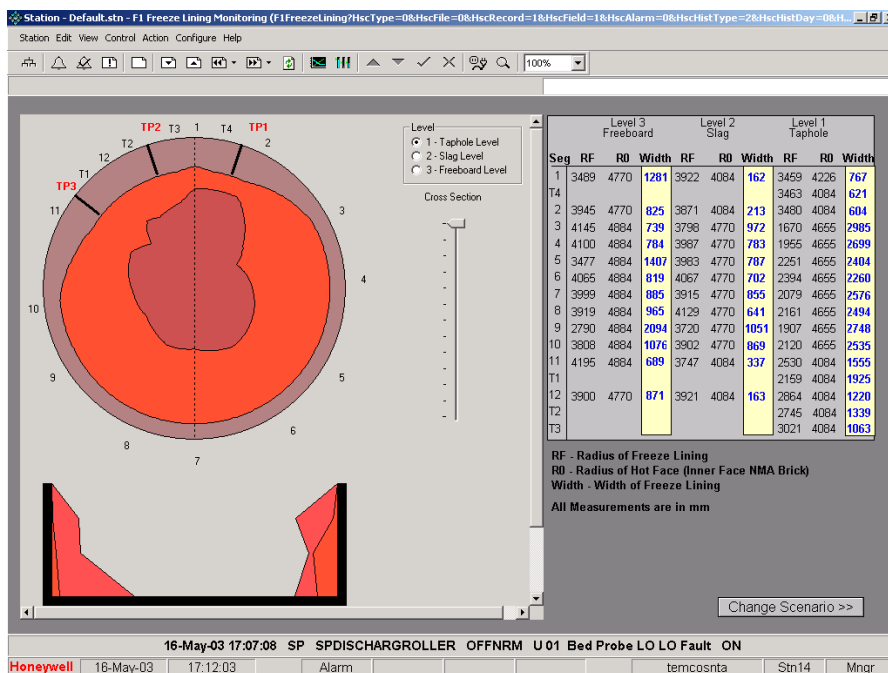 Station - Default.stn - F1 Freeze Lining Monitoring (F1FreezeLining?HscType=0&HscFile=0&HscRecord=1&HscField=1&HscAlarm=0&HscHistType=2&HscHistDay=0&H...
Station Edit View Control Action Configure Help
100%
TP2 T3 1 T4 TP1
T2 2
12
T1
TP3
11 3
10 4
9 5
8 6
7
Level
1 - Taphole Level
2 - Slag Level
3 - Freeboard Level
Cross Section
Level 3 Level 2 Level 1
Freeboard Slag Taphole
Seg RF R0 Width RF R0 Width RF R0 Width
1 3489 4770 1281 3922 4084 162 3459 4226 767
T4 3463 4084 621
2 3945 4770 825 3871 4084 213 3480 4084 604
3 4145 4884 739 3798 4770 972 1670 4655 2985
4 4100 4884 784 3987 4770 783 1955 4655 2699
5 3477 4884 1407 3983 4770 787 2251 4655 2404
6 4065 4884 819 4067 4770 702 2394 4655 2260
7 3999 4884 885 3915 4770 855 2079 4655 2576
8 3919 4884 965 4129 4770 641 2161 4655 2494
9 2790 4884 2094 3720 4770 1051 1907 4655 2748
10 3808 4884 1076 3902 4770 869 2120 4655 2535
11 4195 4884 689 3747 4084 337 2530 4084 1555
T1 2159 4084 1925
12 3900 4770 871 3921 4084 163 2864 4084 1220
T2 2745 4084 1339
T3 3021 4084 1063
RF - Radius of Freeze Lining
R0 - Radius of Hot Face (Inner Face NMA Brick)
Width - Width of Freeze Lining
All Measurements are in mm
Change Scenario >>
16-May-03 17:07:08 SP SPDISCHARGROLLER OFFNRM U 01 Bed Probe LO LO Fault ON
Honeywell 16-May-03 17:12:03 Alarm temcosnta Stn14 Mngr